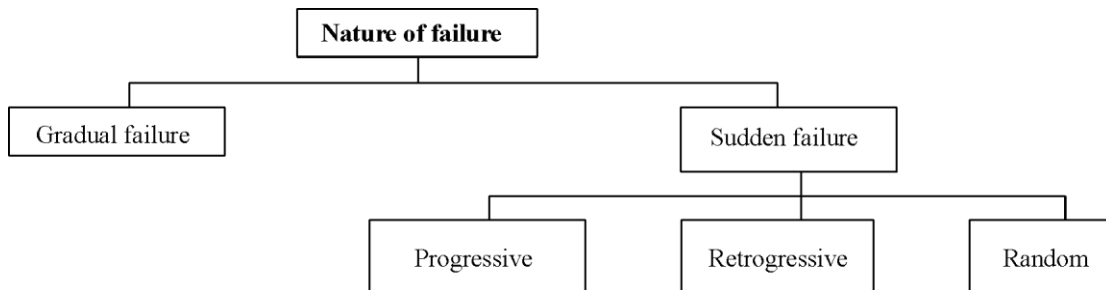 Nature of failure
Gradual failure
Sudden failure
Progressive
Retrogressive
Random